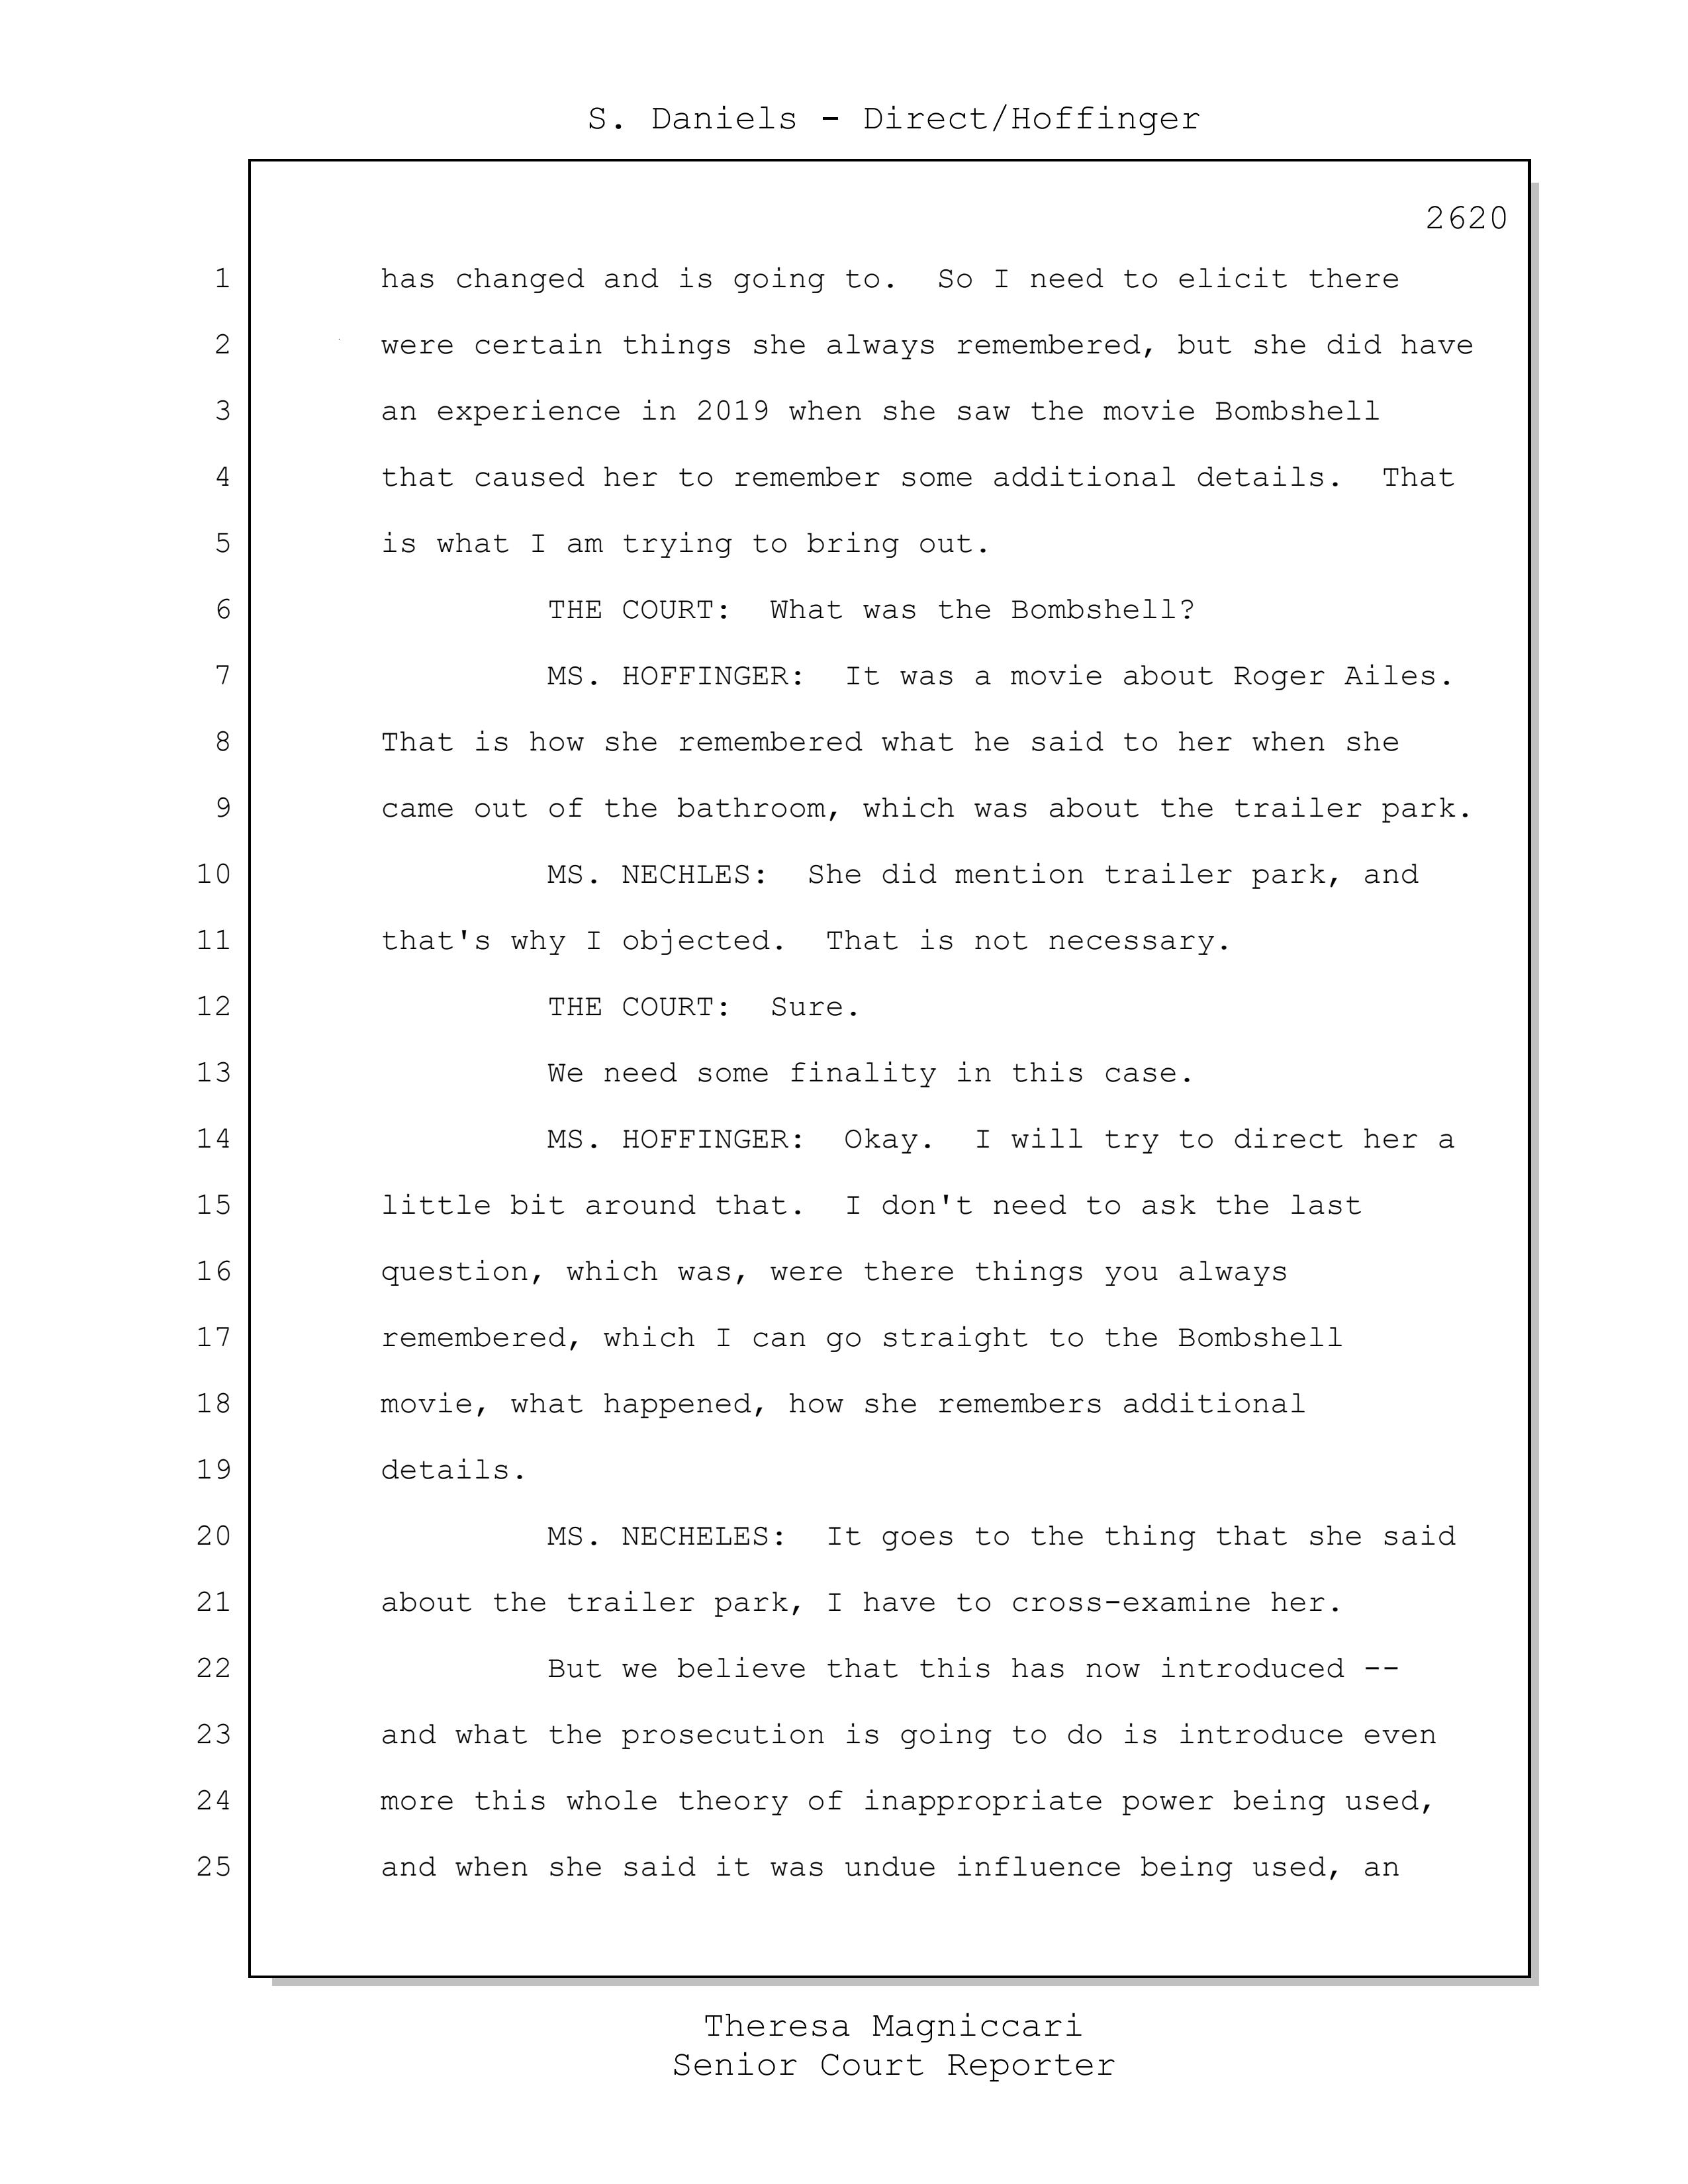 S. Daniels - Direct/Hoffinger
2620
1 has changed and is going to. So I need to elicit there
2 were certain things she always remembered, but she did have
3 an experience in 2019 when she saw the movie Bombshell
4 that caused her to remember some additional details. That
5 is what I am trying to bring out.
6 THE COURT: What was the Bombshell?
7 MS. HOFFINGER: It was a movie about Roger Ailes.
8 That is how she remembered what he said to her when she
9 came out of the bathroom, which was about the trailer park.
10 MS. NECHLES: She did mention trailer park, and
11 that's why I objected. That is not necessary.
12 THE COURT: Sure.
13 We need some finality in this case.
14 MS. HOFFINGER: Okay. I will try to direct her a
15 little bit around that. I don't need to ask the last
16 question, which was, were there things you always
17 remembered, which I can go straight to the Bombshell
18 movie, what happened, how she remembers additional
19 details.
20 MS. NECHELES: It goes to the thing that she said
21 about the trailer park, I have to cross-examine her.
22 But we believe that this has now introduced --
23 and what the prosecution is going to do is introduce even
24 more this whole theory of inappropriate power being used,
25 and when she said it was undue influence being used, an
Theresa Magniccari
Senior Court Reporter